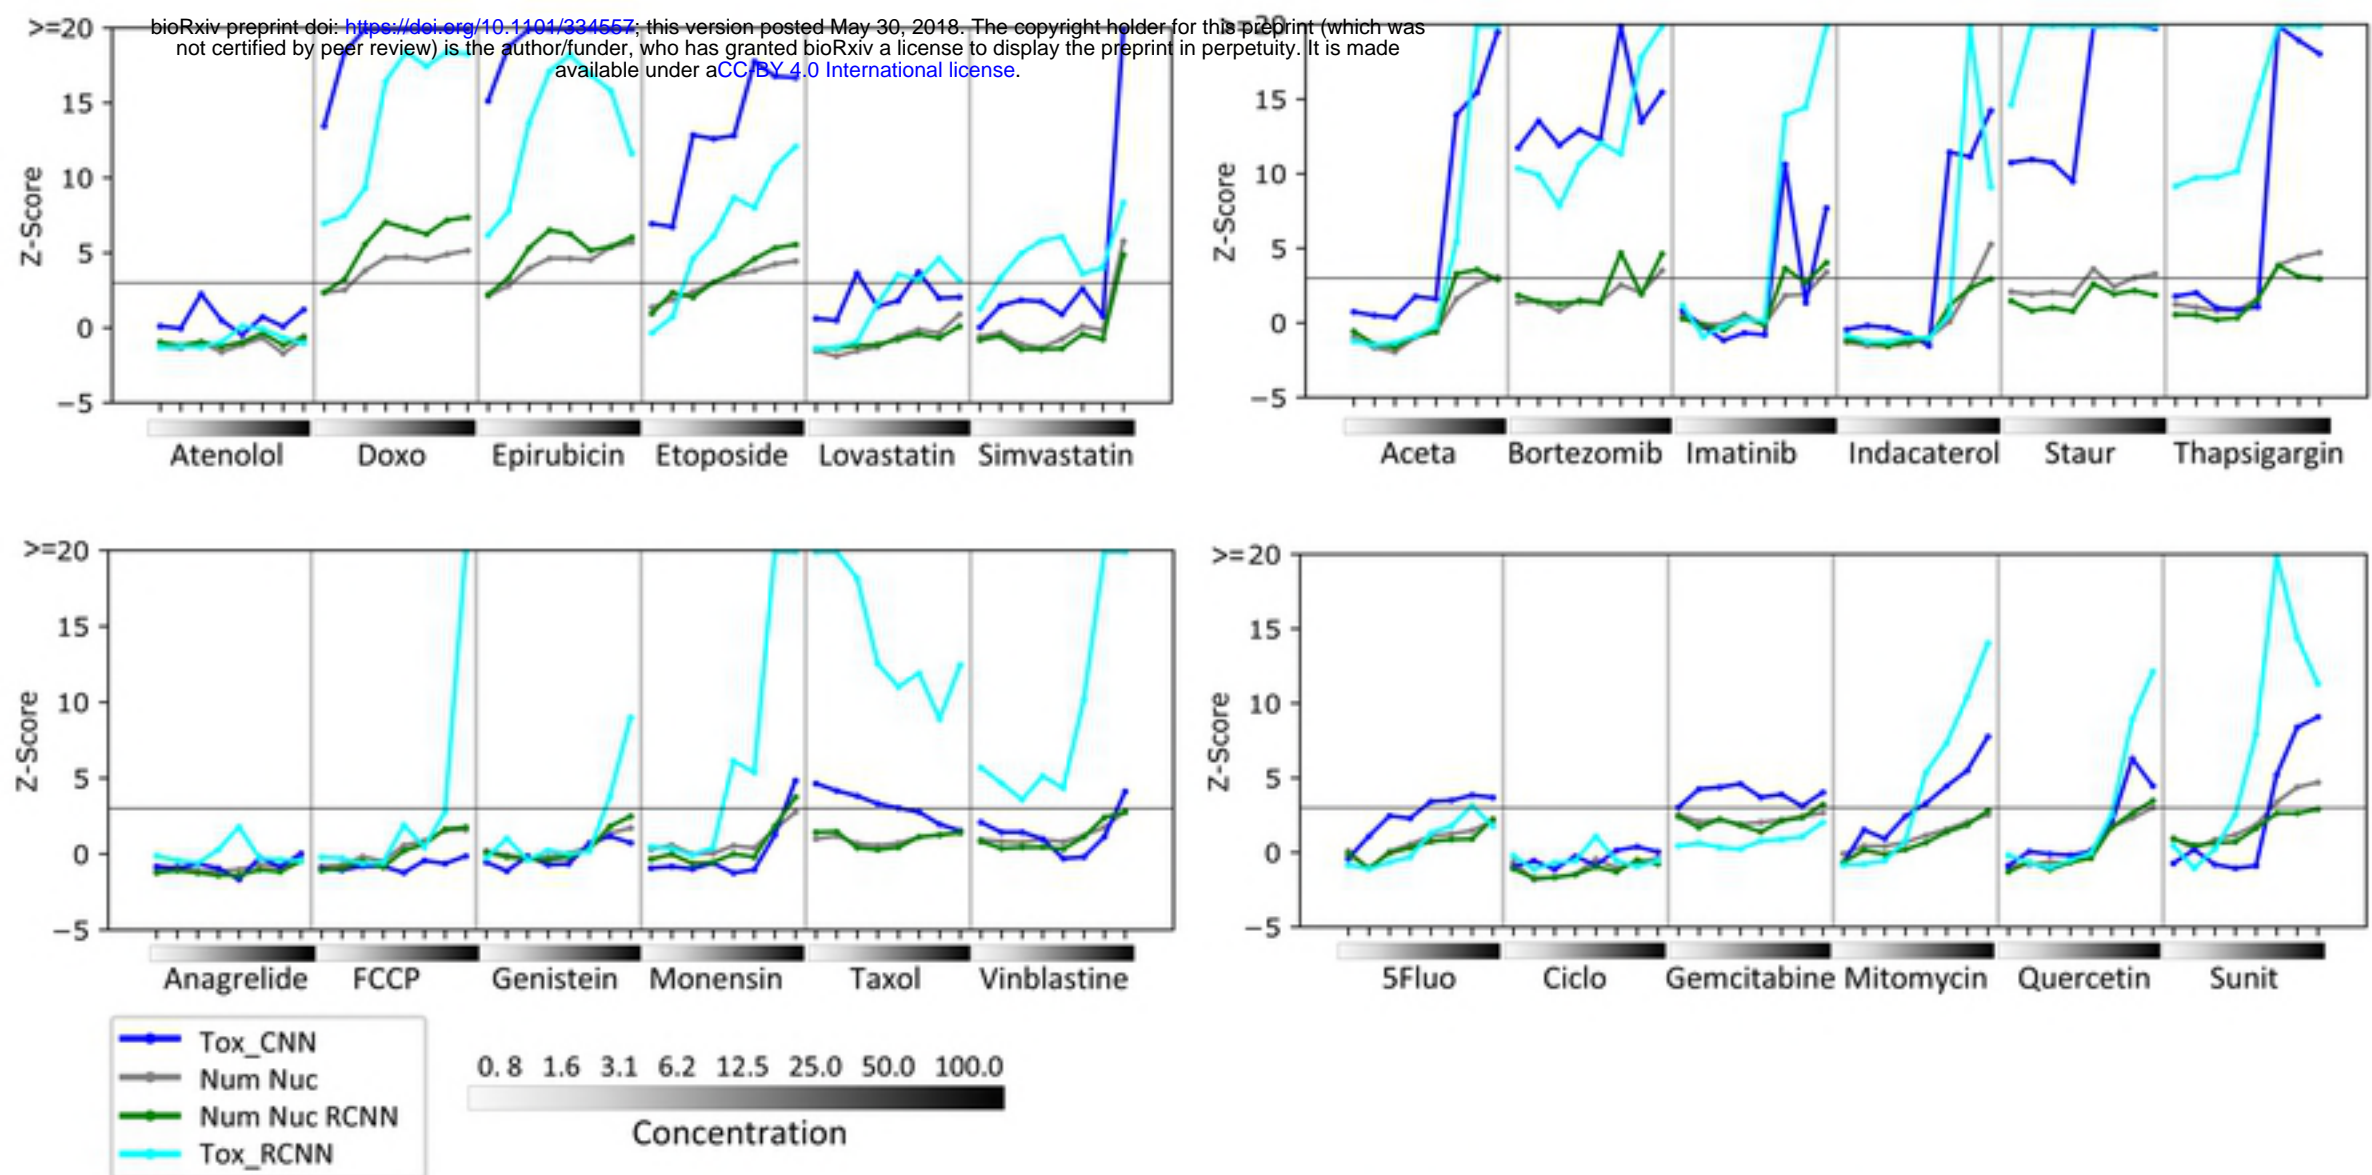 bioRxiv preprint doi: https://doi.org/10.1101/334557; this version posted May 30, 2018. The copyright holder for this preprint (which was
not certified by peer review) is the author/funder, who has granted bioRxiv a license to display the preprint in perpetuity. It is made
available under aCC-BY 4.0 International license.
>=20
15
10
5
0
−5
Z-Score
Atenolol Doxo Epirubicin Etoposide Lovastatin Simvastatin
>=20
15
10
5
0
−5
Z-Score
Aceta Bortezomib Imatinib Indacaterol Staur Thapsigargin
>=20
15
10
5
0
−5
Z-Score
Anagrelide FCCP Genistein Monensin Taxol Vinblastine
>=20
15
10
5
0
−5
Z-Score
5Fluo Ciclo Gemcitabine Mitomycin Quercetin Sunit
Tox_CNN
Num Nuc
Num Nuc RCNN
Tox_RCNN
0. 8 1.6 3.1 6.2 12.5 25.0 50.0 100.0
Concentration